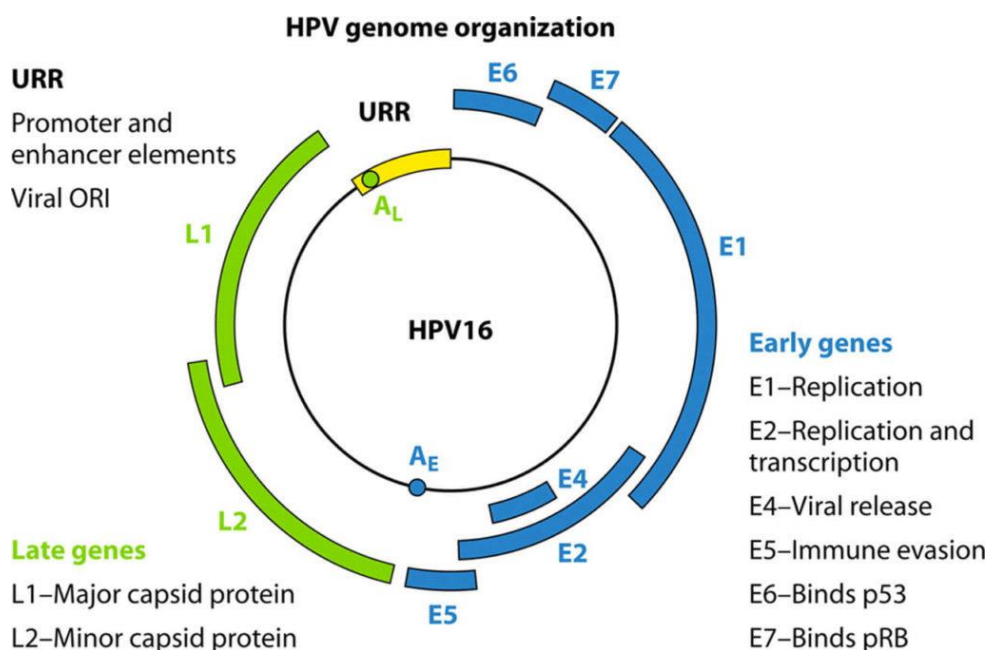 HPV genome organization
URR
Promoter and
enhancer elements
Viral ORI
E6
E7
URR
A_L
L1
E1
HPV16
Early genes
E1–Replication
E2–Replication and
transcription
E4–Viral release
E5–Immune evasion
E6–Binds p53
E7–Binds pRB
A_E
E4
L2
E2
E5
Late genes
L1–Major capsid protein
L2–Minor capsid protein